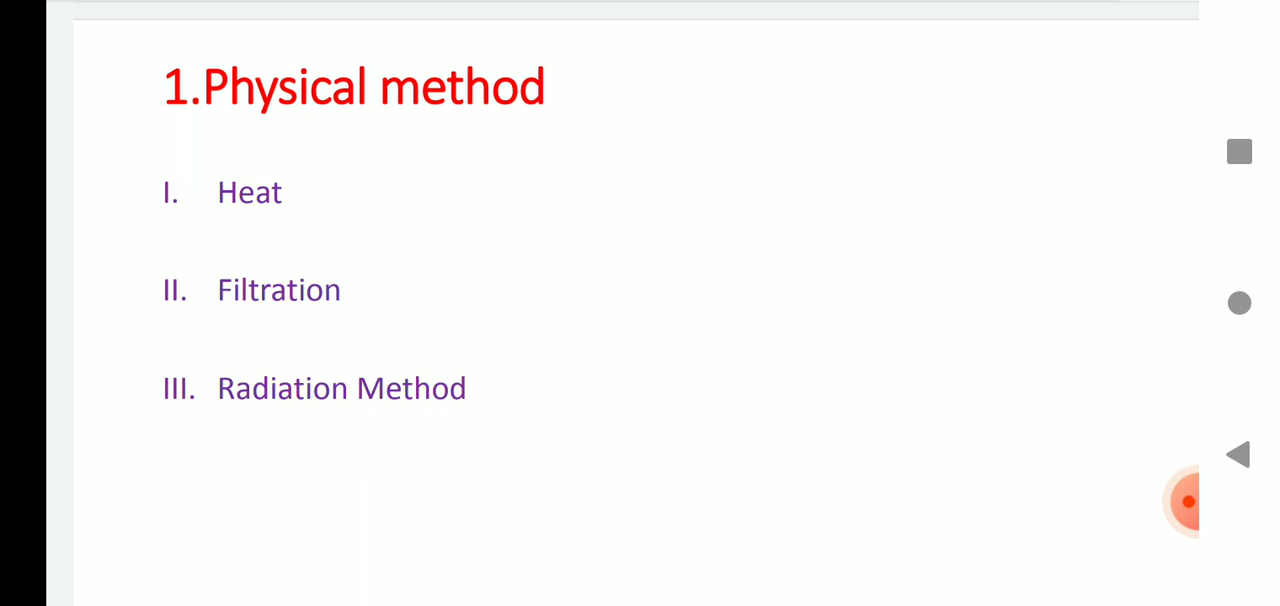 1.Physical method
I. Heat
II. Filtration
III. Radiation Method